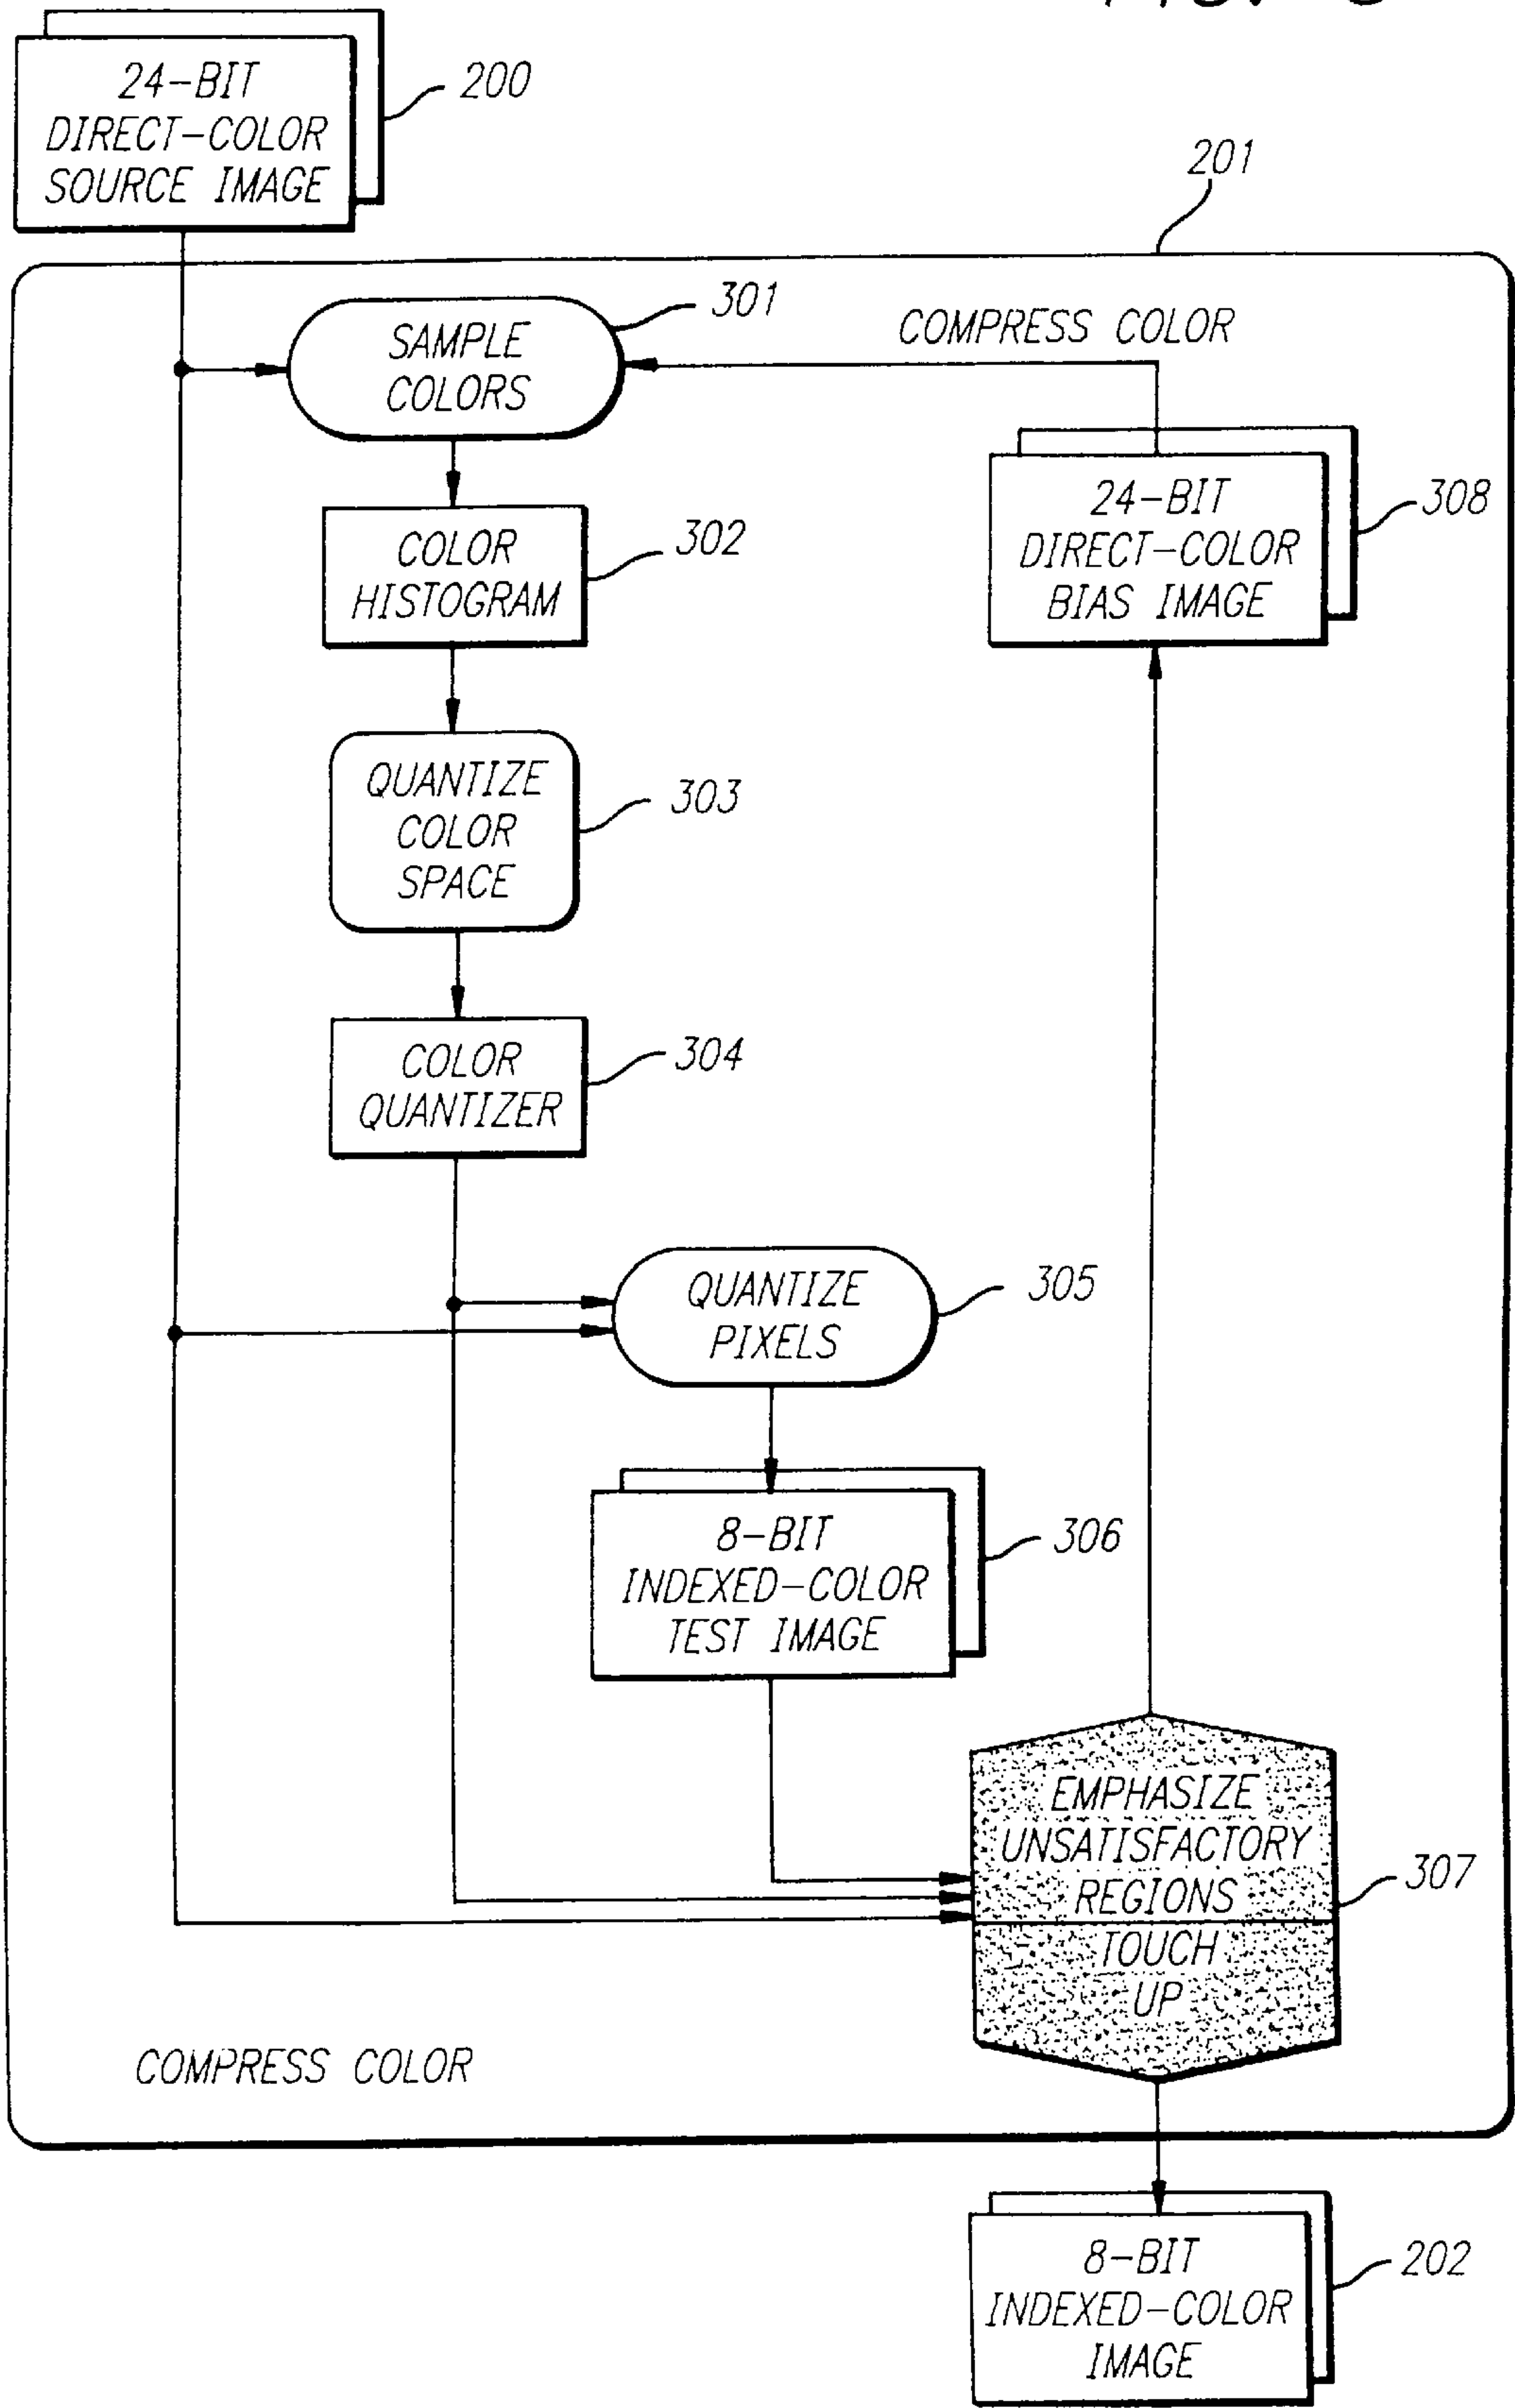 24-BIT
DIRECT-COLOR
SOURCE IMAGE
200
201
SAMPLE
COLORS
301
COMPRESS COLOR
COLOR
HISTOGRAM
302
24-BIT
DIRECT-COLOR
BIAS IMAGE
308
QUANTIZE
COLOR
SPACE
303
COLOR
QUANTIZER
304
QUANTIZE
PIXELS
305
8-BIT
INDEXED-COLOR
TEST IMAGE
306
EMPHASIZE
UNSATISFACTORY
REGIONS
307
TOUCH
UP
COMPRESS COLOR
8-BIT
INDEXED-COLOR
IMAGE
202